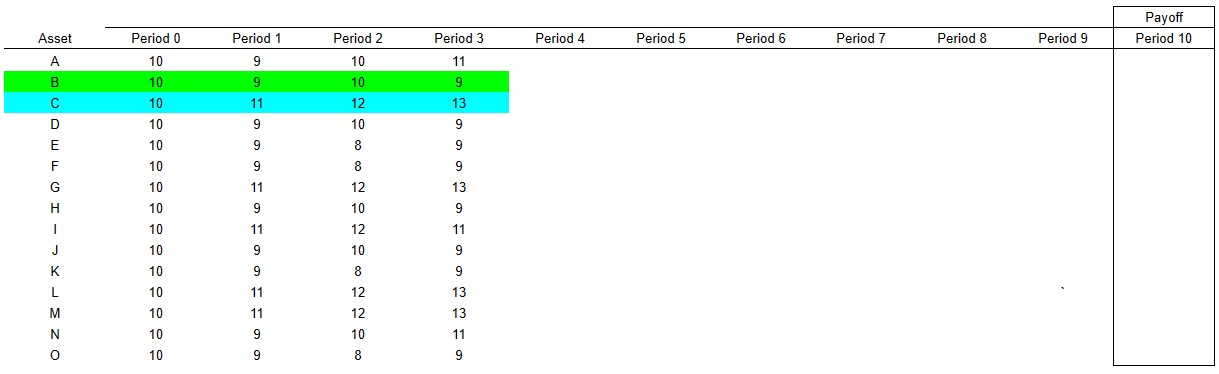 Payoff
Asset Period 0 Period 1 Period 2 Period 3 Period 4 Period 5 Period 6 Period 7 Period 8 Period 9 Period 10
A 10 9 10 11
B 10 9 10 9
C 10 11 12 13
D 10 9 10 9
E 10 9 8 9
F 10 9 8 9
G 10 11 12 13
H 10 9 10 9
I 10 11 12 11
J 10 9 10 9
K 10 9 8 9
L 10 11 12 13 `
M 10 11 12 13
N 10 9 10 11
O 10 9 8 9